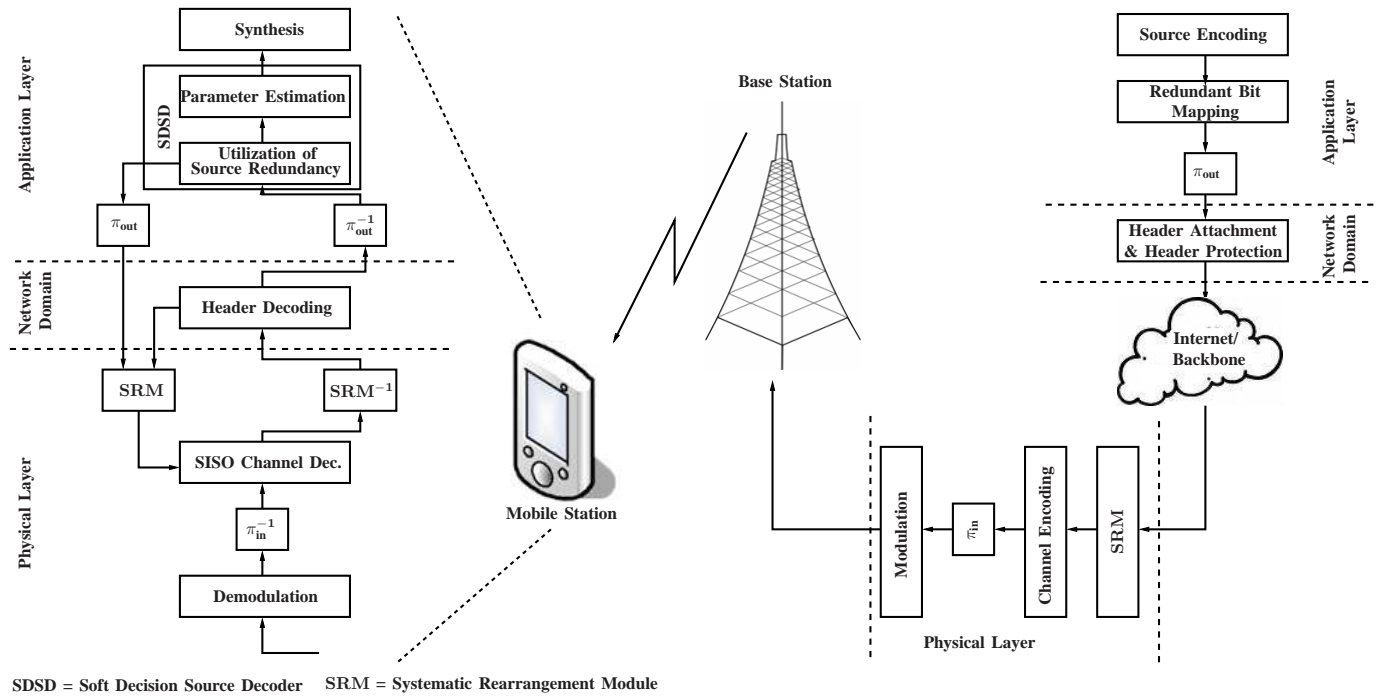 Synthesis
Parameter Estimation
SDSD
Utilization of
Source Redundancy
Application Layer
π_out
π_out^{-1}
Network
Domain
Header Decoding
SRM
SRM^{-1}
SISO Channel Dec.
π_in^{-1}
Demodulation
Physical Layer
Mobile Station
Base Station
Source Encoding
Redundant Bit
Mapping
π_out
Application
Layer
Header Attachment
& Header Protection
Network
Domain
Internet/
Backbone
Modulation
π_in
Channel Encoding
SRM
Physical Layer
SDSD = Soft Decision Source Decoder SRM = Systematic Rearrangement Module